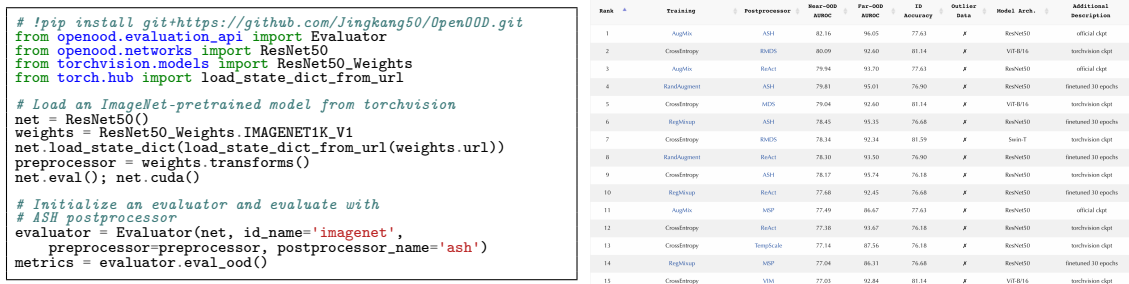 # !pip install git+https://github.com/Jingkang50/OpenOOD.git
from openood.evaluation_api import Evaluator
from openood.networks import ResNet50
from torchvision.models import ResNet50_Weights
from torch.hub import load_state_dict_from_url
# Load an ImageNet-pretrained model from torchvision
net = ResNet50()
weights = ResNet50_Weights.IMAGENET1K_V1
net.load_state_dict(load_state_dict_from_url(weights.url))
preprocessor = weights.transforms()
net.eval(); net.cuda()
# Initialize an evaluator and evaluate with
# ASH postprocessor
evaluator = Evaluator(net, id_name='imagenet',
preprocessor=preprocessor, postprocessor_name='ash')
metrics = evaluator.eval_ood()
Rank Training Postprocessor Near-OOD AUROC Far-OOD AUROC ID Accuracy Outlier Data Model Arch. Additional Description
1 AugMix ASH 82.16 96.05 77.63 ✗ ResNet50 official ckpt
2 CrossEntropy RMDS 80.09 92.60 81.14 ✗ ViT-B/16 torchvision ckpt
3 AugMix ReAct 79.94 93.70 77.63 ✗ ResNet50 official ckpt
4 RandAugment ASH 79.81 95.01 76.90 ✗ ResNet50 finetuned 30 epochs
5 CrossEntropy MDS 79.04 92.60 81.14 ✗ ViT-B/16 torchvision ckpt
6 RegMixup ASH 78.45 95.35 76.68 ✗ ResNet50 finetuned 30 epochs
7 CrossEntropy RMDS 78.34 92.34 81.59 ✗ Swin-T torchvision ckpt
8 RandAugment ReAct 78.30 93.50 76.90 ✗ ResNet50 finetuned 30 epochs
9 CrossEntropy ASH 78.17 95.74 76.18 ✗ ResNet50 torchvision ckpt
10 RegMixup ReAct 77.68 92.45 76.68 ✗ ResNet50 finetuned 30 epochs
11 AugMix MSP 77.49 86.67 77.63 ✗ ResNet50 official ckpt
12 CrossEntropy ReAct 77.38 93.67 76.18 ✗ ResNet50 torchvision ckpt
13 CrossEntropy TempScale 77.14 87.56 76.18 ✗ ResNet50 torchvision ckpt
14 RegMixup MSP 77.04 86.31 76.68 ✗ ResNet50 finetuned 30 epochs
15 CrossEntropy VIM 77.03 92.84 81.14 ✗ ViT-B/16 torchvision ckpt